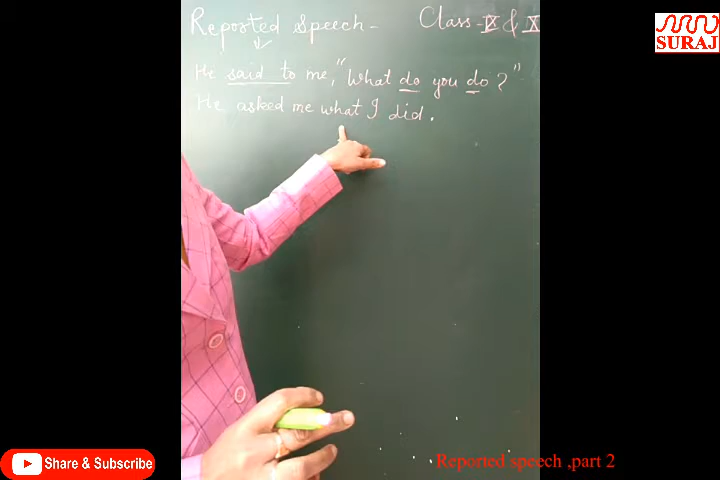 Reported Speech - Class - IX & X
SURAJ
He said to me, "What do you do?"
He asked me what I did.
Share & Subscribe
Reported speech ,part 2